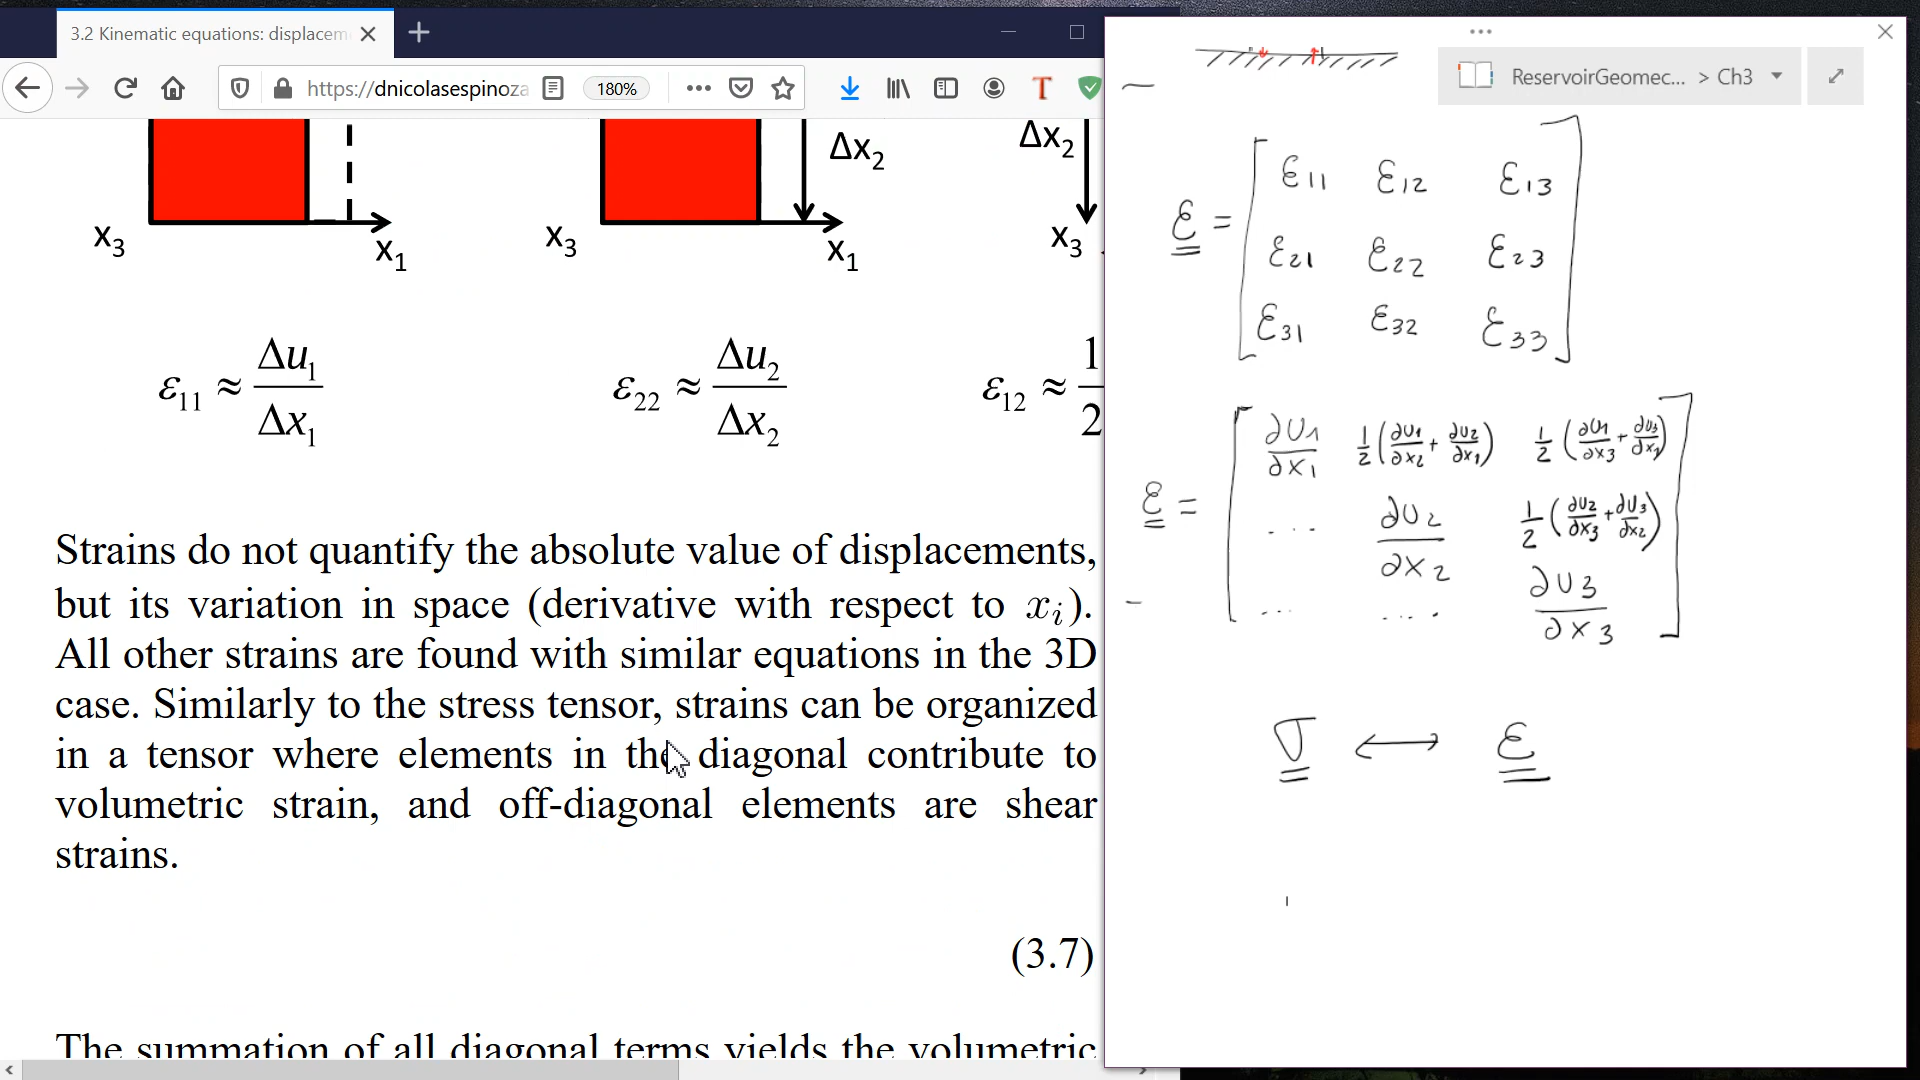 3.2 Kinematic equations: displacem
https://dnicolasespinoza
180%
Δx2
x3
x1
x3
x1
Δx2
x3
ε11 ≈ Δu1 / Δx1
ε22 ≈ Δu2 / Δx2
ε12 ≈ 1 / 2
Strains do not quantify the absolute value of displacements,
but its variation in space (derivative with respect to xi).
All other strains are found with similar equations in the 3D
case. Similarly to the stress tensor, strains can be organized
in a tensor where elements in the diagonal contribute to
volumetric strain, and off-diagonal elements are shear
strains.
(3.7)
The summation of all diagonal terms yields the volumetric
ReservoirGeomec... > Ch3
ε11 ε12 ε13
ε =
ε21 ε22 ε23
ε31 ε32 ε33
∂u1/∂x1 1/2(∂u1/∂x2 + ∂u2/∂x1) 1/2(∂u1/∂x3 + ∂u3/∂x1)
ε =
... ∂u2/∂x2 1/2(∂u2/∂x3 + ∂u3/∂x2)
... .... ∂u3/∂x3
σ ↔ ε